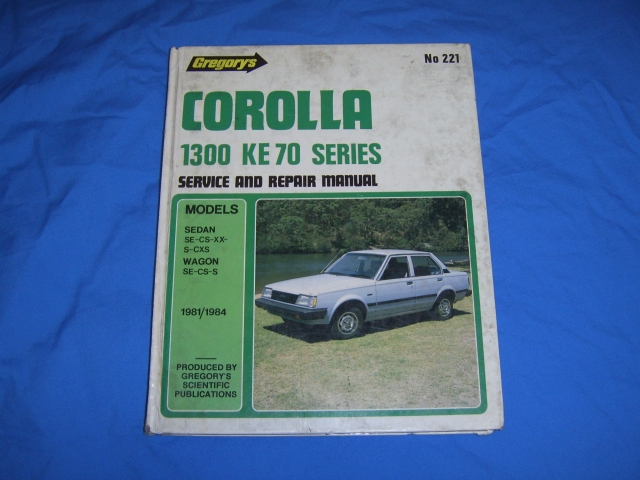 Gregory's
No 221
COROLLA
1300 KE70 SERIES
SERVICE AND REPAIR MANUAL
MODELS
SEDAN
SE-CS-XX-
S-CXS
WAGON
SE-CS-S
1981/1984
PRODUCED BY
GREGORY'S
SCIENTIFIC
PUBLICATIONS